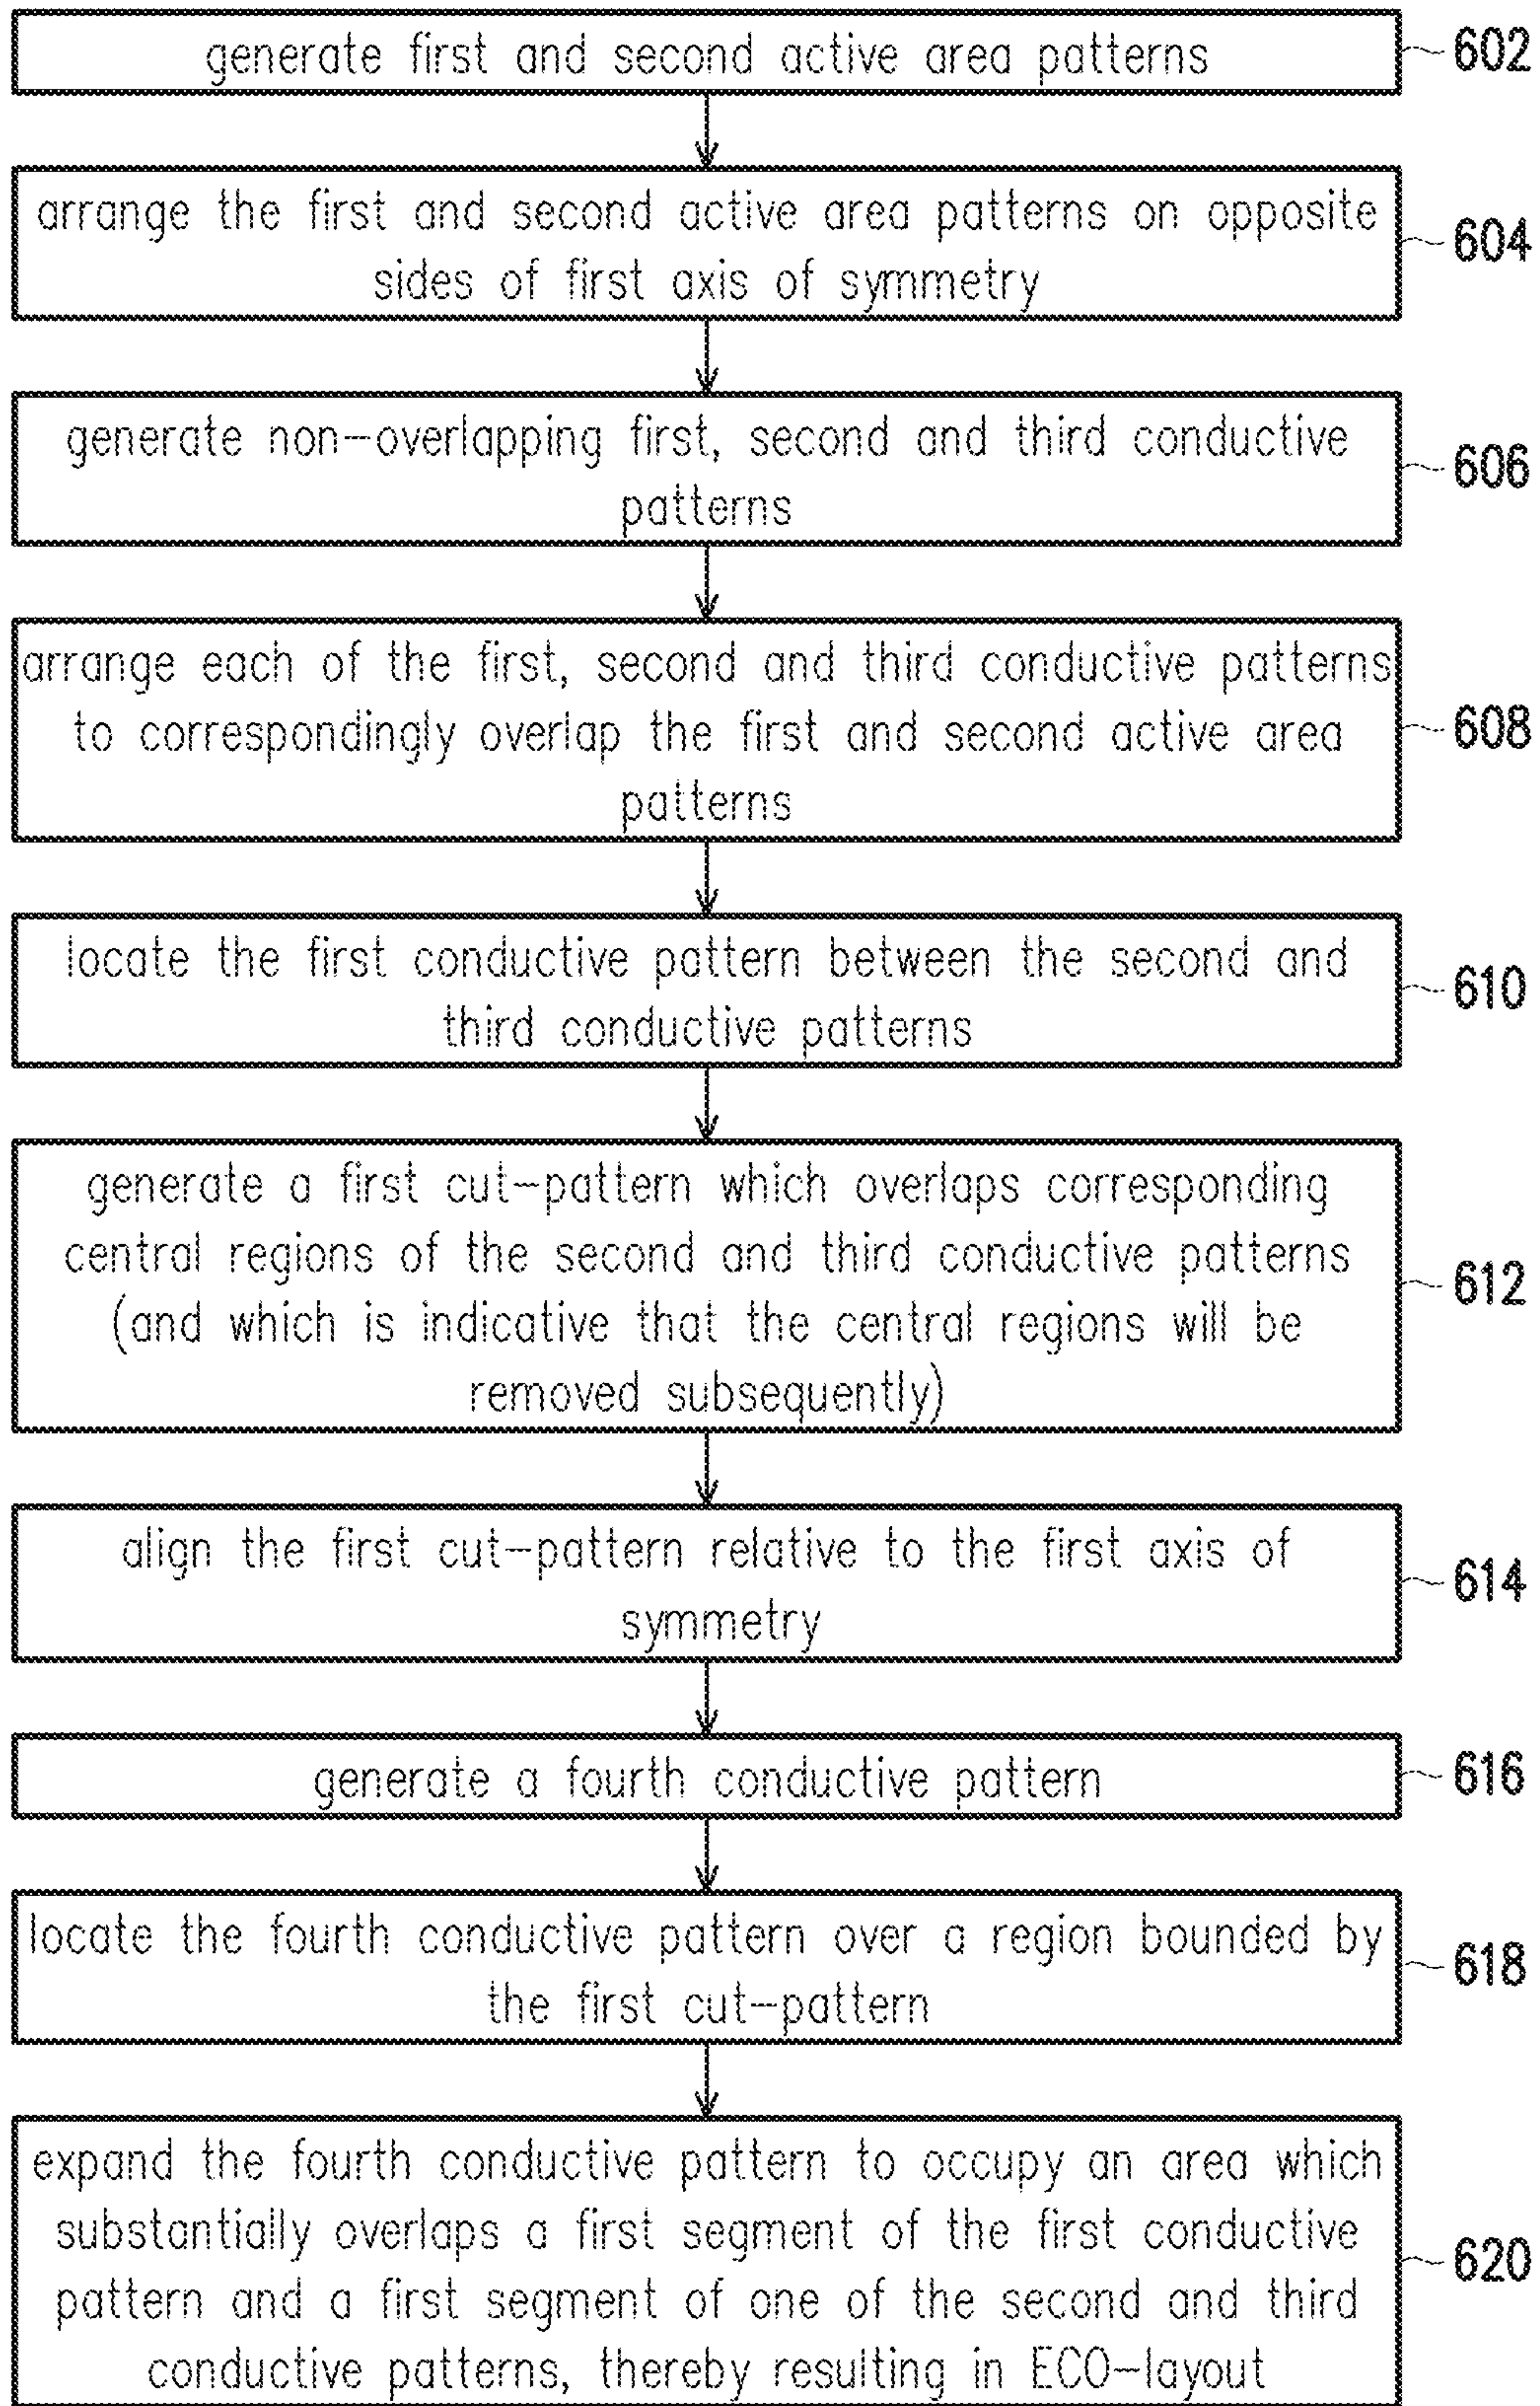 generate first and second active area patterns
602
arrange the first and second active area patterns on opposite
sides of first axis of symmetry
604
generate non-overlapping first, second and third conductive
patterns
606
arrange each of the first, second and third conductive patterns
to correspondingly overlap the first and second active area
patterns
608
locate the first conductive pattern between the second and
third conductive patterns
610
generate a first cut-pattern which overlaps corresponding
central regions of the second and third conductive patterns
(and which is indicative that the central regions will be
removed subsequently)
612
align the first cut-pattern relative to the first axis of
symmetry
614
generate a fourth conductive pattern
616
locate the fourth conductive pattern over a region bounded by
the first cut-pattern
618
expand the fourth conductive pattern to occupy an area which
substantially overlaps a first segment of the first conductive
pattern and a first segment of one of the second and third
conductive patterns, thereby resulting in ECO-layout
620